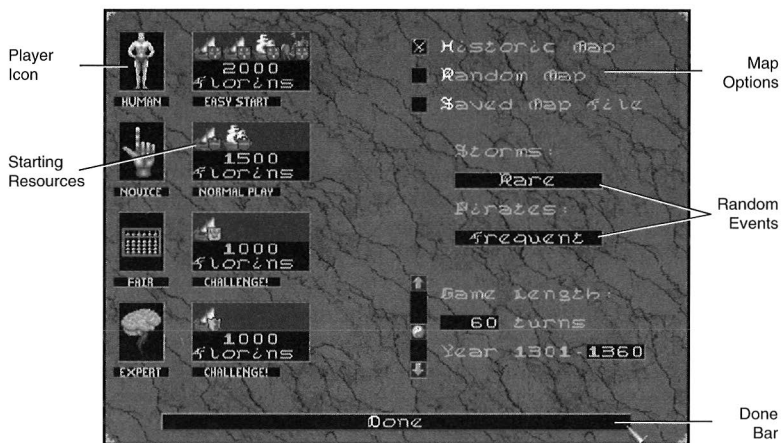 Player
Icon
Starting
Resources
2000
florins
HUMAN
EASY START
1500
florins
NOVICE
NORMAL PLAY
1000
florins
FAIR
CHALLENGE!
1000
florins
EXPERT
CHALLENGE!
Historic Map
Random Map
Saved Map File
Storms:
Rare
Pirates:
Frequent
Game Length:
60 turns
Year 1301-1360
Done
Map
Options
Random
Events
Done
Bar